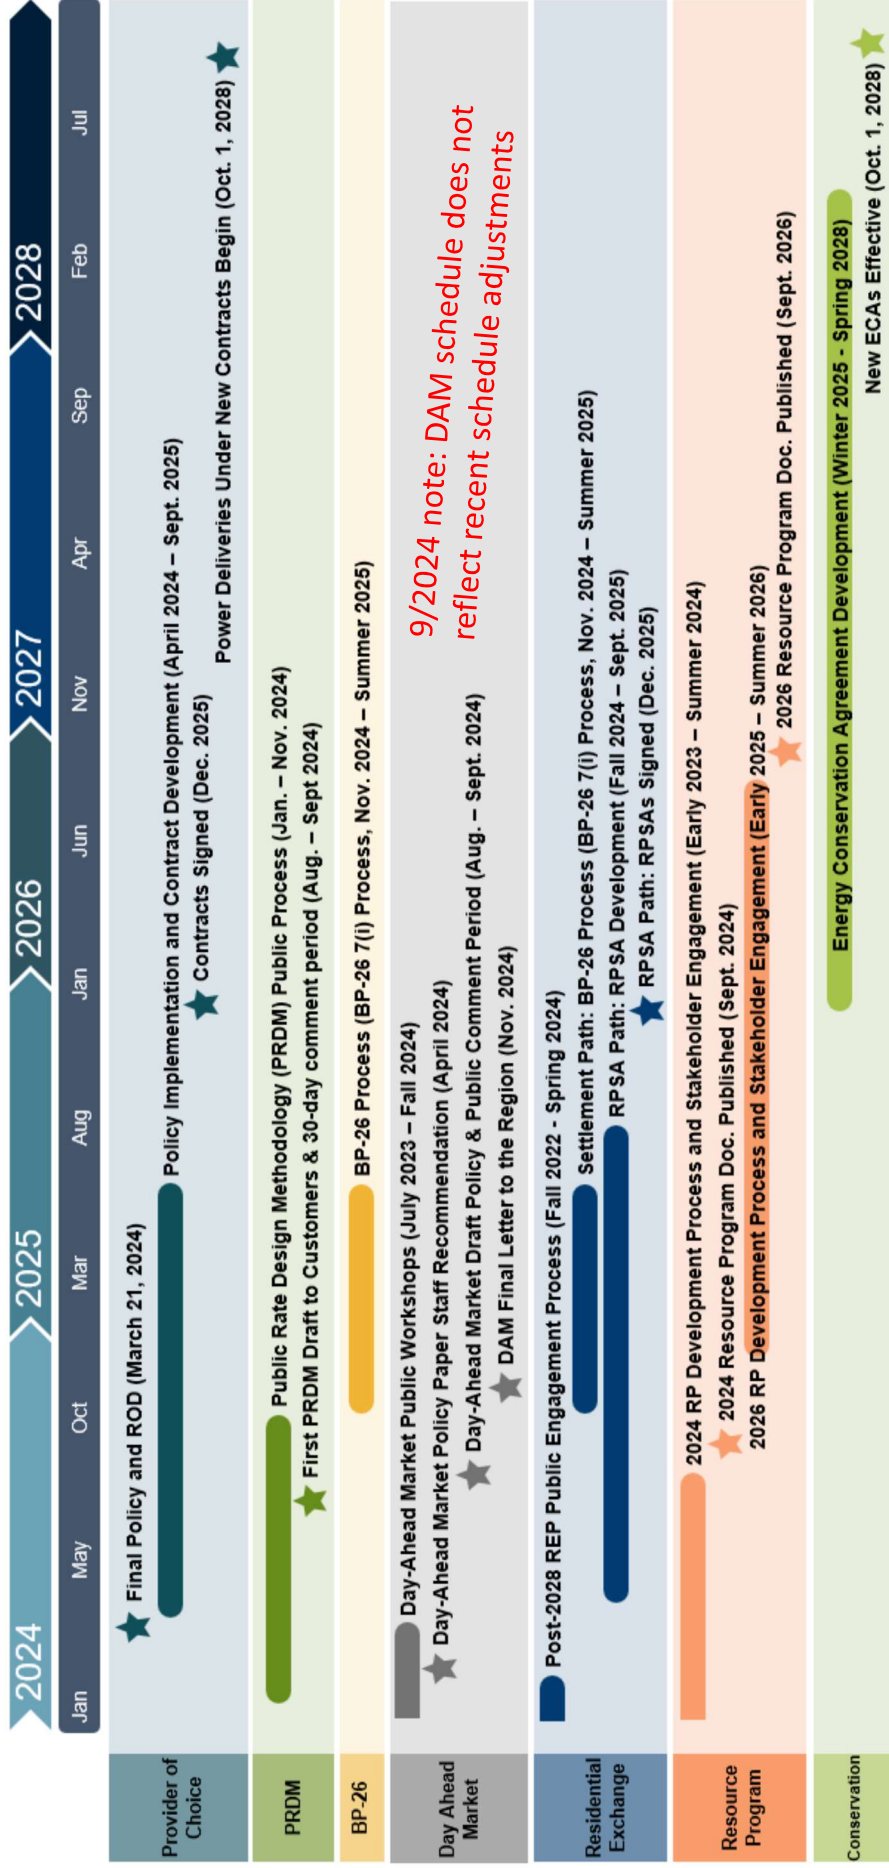 2024
2025
2026
2027
2028
Jan
May
Oct
Mar
Aug
Jan
Jun
Nov
Apr
Sep
Feb
Jul
Provider of
Choice
Final Policy and ROD (March 21, 2024)
Policy Implementation and Contract Development (April 2024 – Sept. 2025)
Contracts Signed (Dec. 2025)
Power Deliveries Under New Contracts Begin (Oct. 1, 2028)
PRDM
Public Rate Design Methodology (PRDM) Public Process (Jan. – Nov. 2024)
First PRDM Draft to Customers & 30-day comment period (Aug. – Sept 2024)
BP-26
BP-26 Process (BP-26 7(i) Process, Nov. 2024 – Summer 2025)
Day Ahead
Market
Day-Ahead Market Public Workshops (July 2023 – Fall 2024)
Day-Ahead Market Policy Paper Staff Recommendation (April 2024)
Day-Ahead Market Draft Policy & Public Comment Period (Aug. – Sept. 2024)
DAM Final Letter to the Region (Nov. 2024)
9/2024 note: DAM schedule does not
reflect recent schedule adjustments
Residential
Exchange
Post-2028 REP Public Engagement Process (Fall 2022 - Spring 2024)
Settlement Path: BP-26 Process (BP-26 7(i) Process, Nov. 2024 – Summer 2025)
RPSA Path: RPSA Development (Fall 2024 – Sept. 2025)
RPSA Path: RPSAs Signed (Dec. 2025)
Resource
Program
2024 RP Development Process and Stakeholder Engagement (Early 2023 – Summer 2024)
2024 Resource Program Doc. Published (Sept. 2024)
2026 RP Development Process and Stakeholder Engagement (Early 2025 – Summer 2026)
2026 Resource Program Doc. Published (Sept. 2026)
Conservation
Energy Conservation Agreement Development (Winter 2025 - Spring 2028)
New ECAs Effective (Oct. 1, 2028)